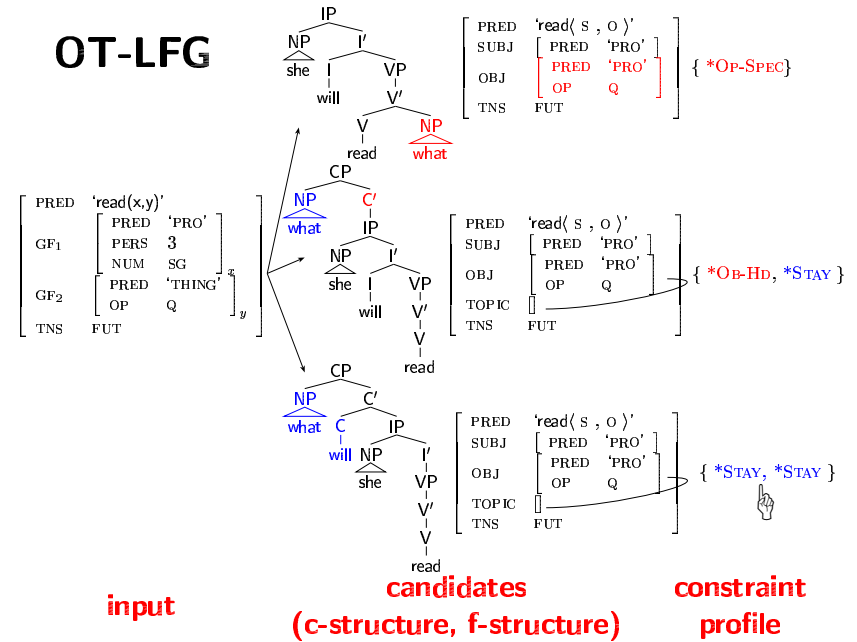 OT-LFG
IP
NP I′
she I VP
will V′
V NP
read what
PRED ‘read⟨ S , O ⟩’
SUBJ [ PRED ‘PRO’ ]
OBJ [ PRED ‘PRO’
OP Q ]
TNS FUT
{ *OP-SPEC}
PRED ‘read(x,y)’
GF₁ [ PRED ‘PRO’
PERS 3
NUM SG ]x
GF₂ [ PRED ‘THING’
OP Q ]y
TNS FUT
CP
NP C′
what IP
NP I′
she I VP
will V′
V
read
PRED ‘read⟨ S , O ⟩’
SUBJ [ PRED ‘PRO’ ]
OBJ [ PRED ‘PRO’
OP Q ]
TOPIC []
TNS FUT
{ *OB-HD, *STAY }
CP
NP C′
what C IP
will NP I′
she VP
V′
V
read
PRED ‘read⟨ S , O ⟩’
SUBJ [ PRED ‘PRO’ ]
OBJ [ PRED ‘PRO’
OP Q ]
TOPIC []
TNS FUT
{ *STAY, *STAY }
input
candidates
(c-structure, f-structure)
constraint
profile